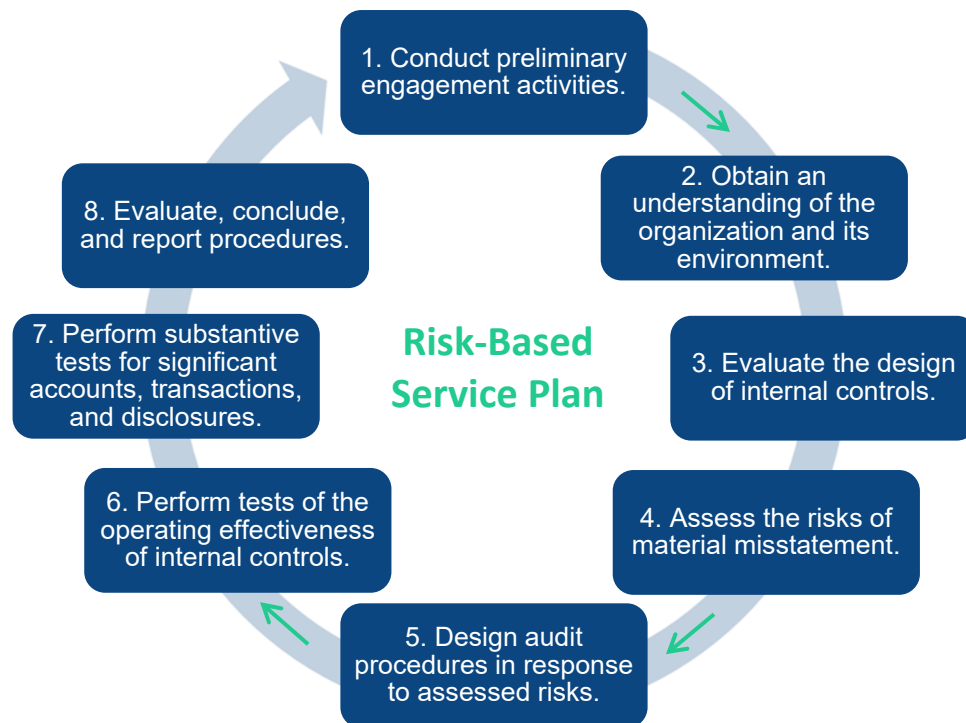 1. Conduct preliminary
engagement activities.
2. Obtain an
understanding of the
organization and its
environment.
3. Evaluate the design
of internal controls.
4. Assess the risks of
material misstatement.
5. Design audit
procedures in response
to assessed risks.
6. Perform tests of the
operating effectiveness
of internal controls.
7. Perform substantive
tests for significant
accounts, transactions,
and disclosures.
8. Evaluate, conclude,
and report procedures.
Risk-Based
Service Plan